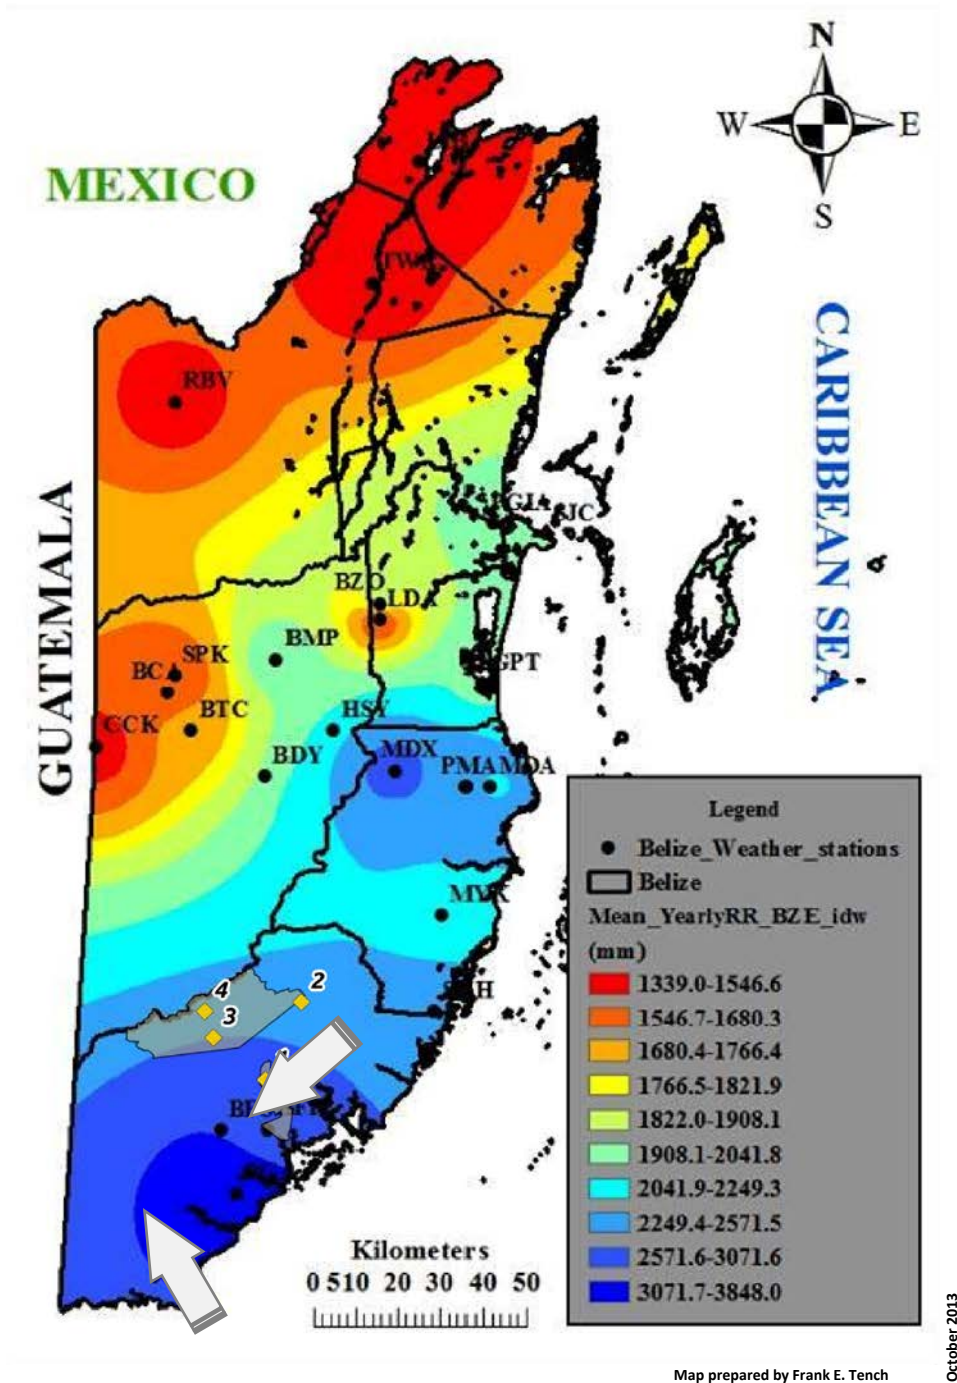 N
W E
S
MEXICO
CARIBBEAN SEA
GUATEMALA
RBV
JC
BZO
LDA
BMP
SPK
GPT
BTC
HSY
CCK
BDY
MDX
PMA MDA
4
2
3
Legend
Belize_Weather_stations
Belize
Mean_YearlyRR_BZE_idw
(mm)
1339.0-1546.6
1546.7-1680.3
1680.4-1766.4
1766.5-1821.9
1822.0-1908.1
1908.1-2041.8
2041.9-2249.3
2249.4-2571.5
2571.6-3071.6
3071.7-3848.0
Kilometers
0 510 20 30 40 50
October 2013
Map prepared by Frank E. Tench